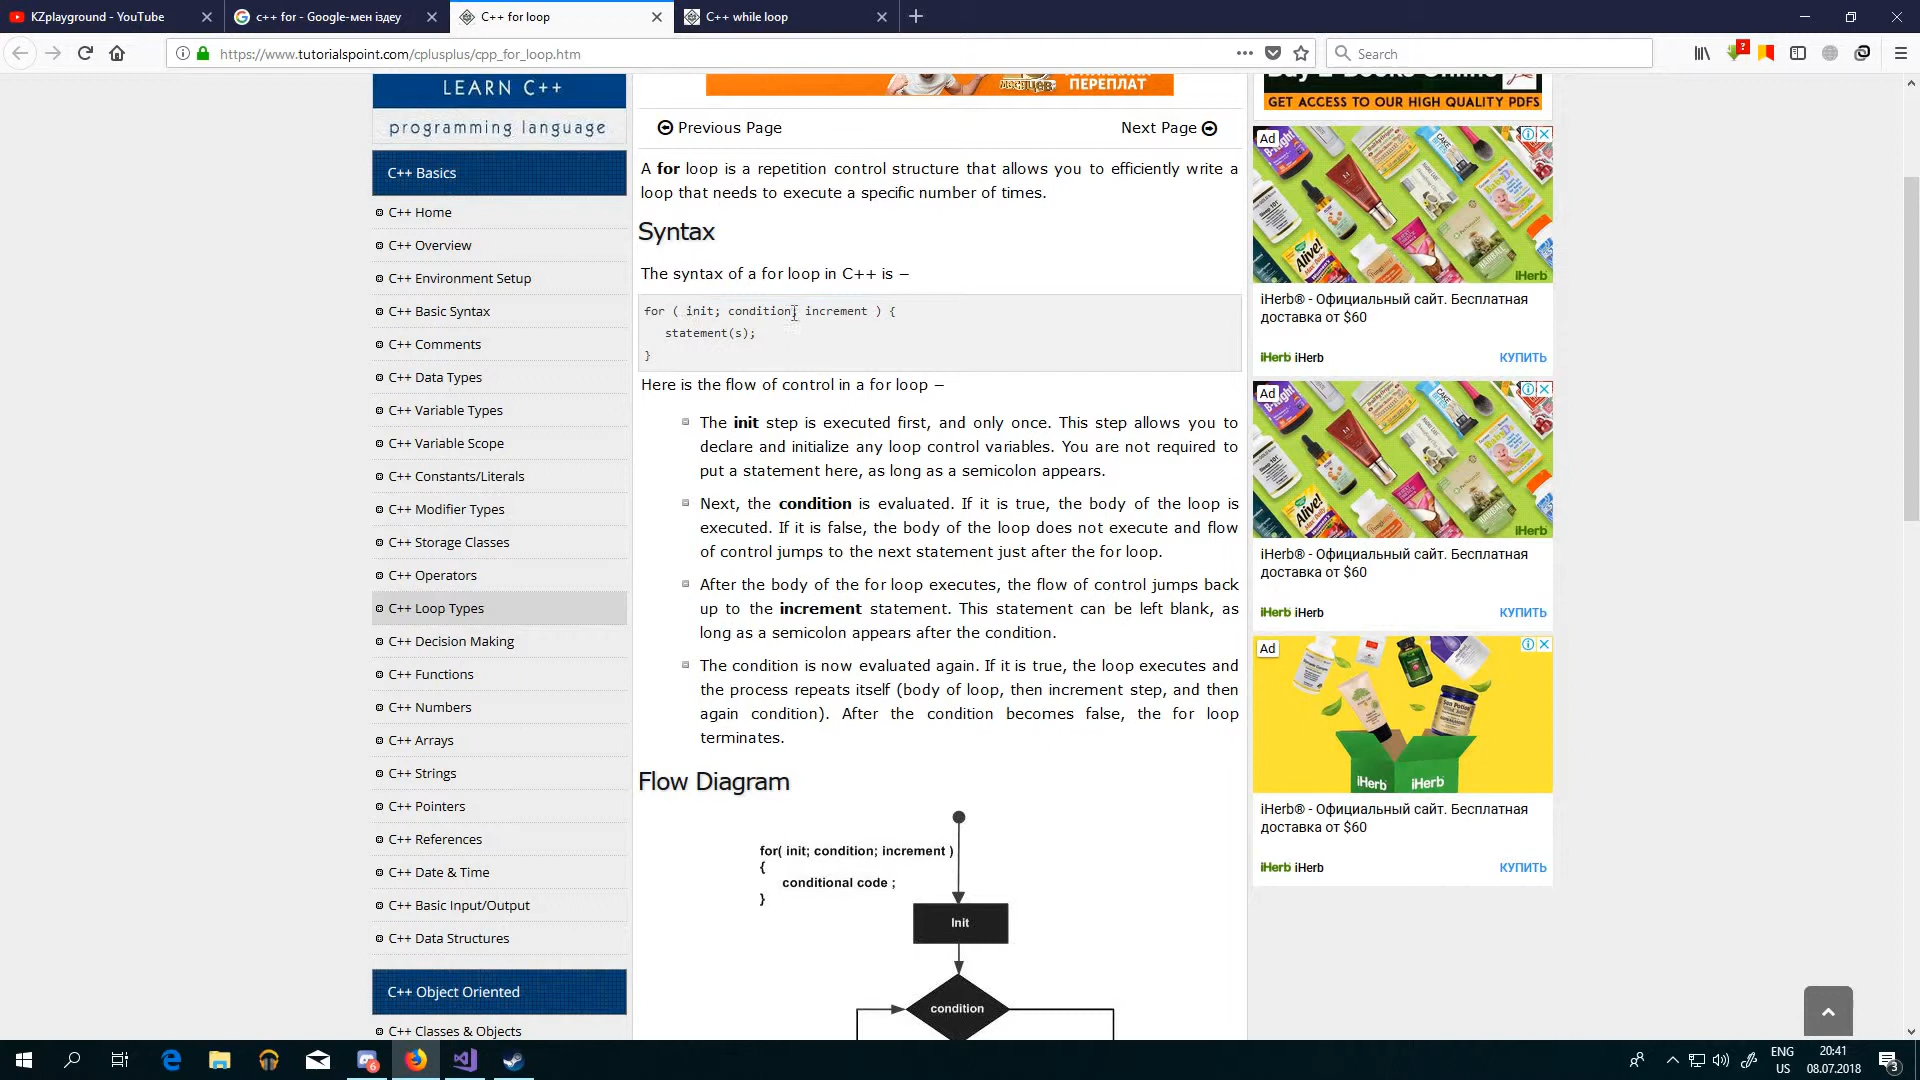 KZplayground - YouTube
c++ for - Google-мен іздеу
C++ for loop
C++ while loop
https://www.tutorialspoint.com/cplusplus/cpp_for_loop.htm
Search
LEARN C++
programming language
C++ Basics
C++ Home
C++ Overview
C++ Environment Setup
C++ Basic Syntax
C++ Comments
C++ Data Types
C++ Variable Types
C++ Variable Scope
C++ Constants/Literals
C++ Modifier Types
C++ Storage Classes
C++ Operators
C++ Loop Types
C++ Decision Making
C++ Functions
C++ Numbers
C++ Arrays
C++ Strings
C++ Pointers
C++ References
C++ Date & Time
C++ Basic Input/Output
C++ Data Structures
C++ Object Oriented
C++ Classes & Objects
ПЕРЕПЛАТ
Previous Page
Next Page
A for loop is a repetition control structure that allows you to efficiently write a
loop that needs to execute a specific number of times.
Syntax
The syntax of a for loop in C++ is −
for ( init; condition; increment ) {
statement(s);
}
Here is the flow of control in a for loop −
The init step is executed first, and only once. This step allows you to
declare and initialize any loop control variables. You are not required to
put a statement here, as long as a semicolon appears.
Next, the condition is evaluated. If it is true, the body of the loop is
executed. If it is false, the body of the loop does not execute and flow
of control jumps to the next statement just after the for loop.
After the body of the for loop executes, the flow of control jumps back
up to the increment statement. This statement can be left blank, as
long as a semicolon appears after the condition.
The condition is now evaluated again. If it is true, the loop executes and
the process repeats itself (body of loop, then increment step, and then
again condition). After the condition becomes false, the for loop
terminates.
Flow Diagram
for( init; condition; increment )
{
conditional code ;
}
Init
condition
GET ACCESS TO OUR HIGH QUALITY PDFS
Ad
Alive!
iHerb
iHerb® - Официальный сайт. Бесплатная
доставка от $60
iHerb iHerb
КУПИТЬ
Ad
Alive!
iHerb
iHerb® - Официальный сайт. Бесплатная
доставка от $60
iHerb iHerb
КУПИТЬ
Ad
iHerb
iHerb
iHerb® - Официальный сайт. Бесплатная
доставка от $60
iHerb iHerb
КУПИТЬ
6
ENG
US
20:41
08.07.2018
3